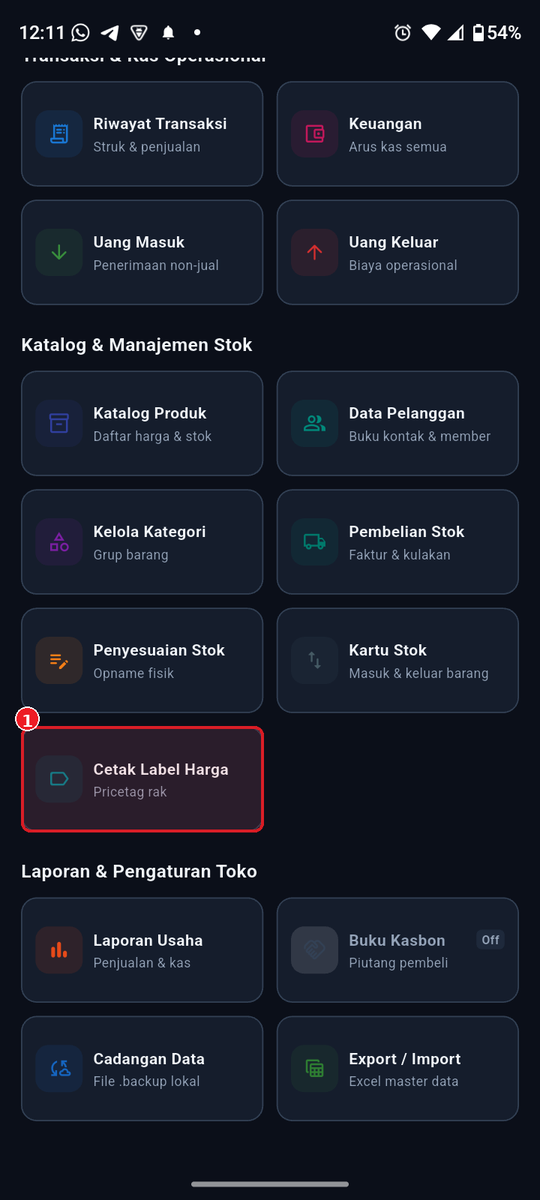 12:11
54%
Transaksi & Kas Operasional
Riwayat Transaksi
Struk & penjualan
Keuangan
Arus kas semua
Uang Masuk
Penerimaan non-jual
Uang Keluar
Biaya operasional
Katalog & Manajemen Stok
Katalog Produk
Daftar harga & stok
Data Pelanggan
Buku kontak & member
Kelola Kategori
Grup barang
Pembelian Stok
Faktur & kulakan
Penyesuaian Stok
Opname fisik
Kartu Stok
Masuk & keluar barang
1
Cetak Label Harga
Pricetag rak
Laporan & Pengaturan Toko
Laporan Usaha
Penjualan & kas
Buku Kasbon
Off
Piutang pembeli
Cadangan Data
File .backup lokal
Export / Import
Excel master data